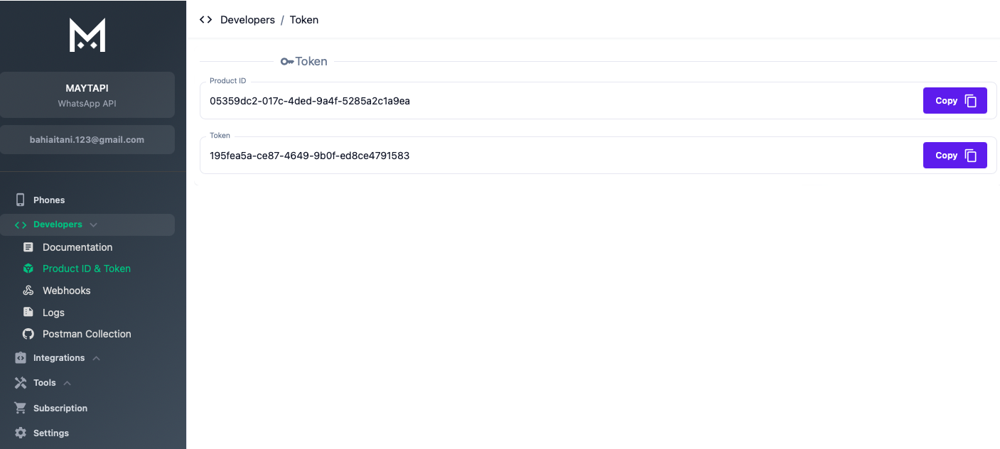 MAYTAPI
WhatsApp API
bahiaitani.123@gmail.com
Phones
Developers
Documentation
Product ID & Token
Webhooks
Logs
Postman Collection
Integrations
Tools
Subscription
Settings
Developers / Token
Token
Product ID
05359dc2-017c-4ded-9a4f-5285a2c1a9ea
Copy
Token
195fea5a-ce87-4649-9b0f-ed8ce4791583
Copy